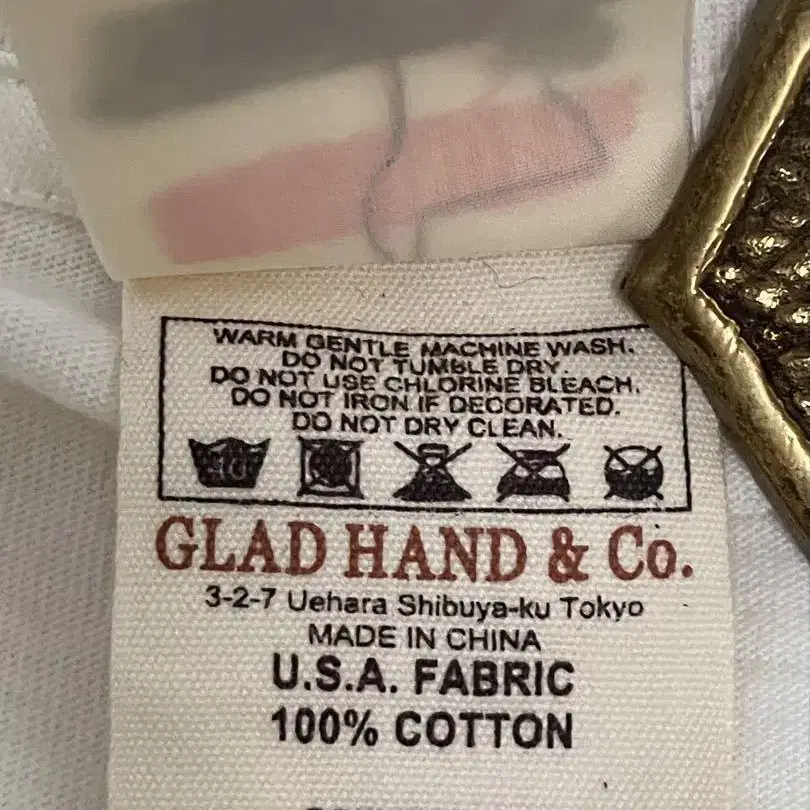 WARM GENTLE MACHINE WASH.
DO NOT TUMBLE DRY.
DO NOT USE CHLORINE BLEACH.
DO NOT IRON IF DECORATED.
DO NOT DRY CLEAN.
GLAD HAND & Co.
3-2-7 Uehara Shibuya-ku Tokyo
MADE IN CHINA
U.S.A. FABRIC
100% COTTON